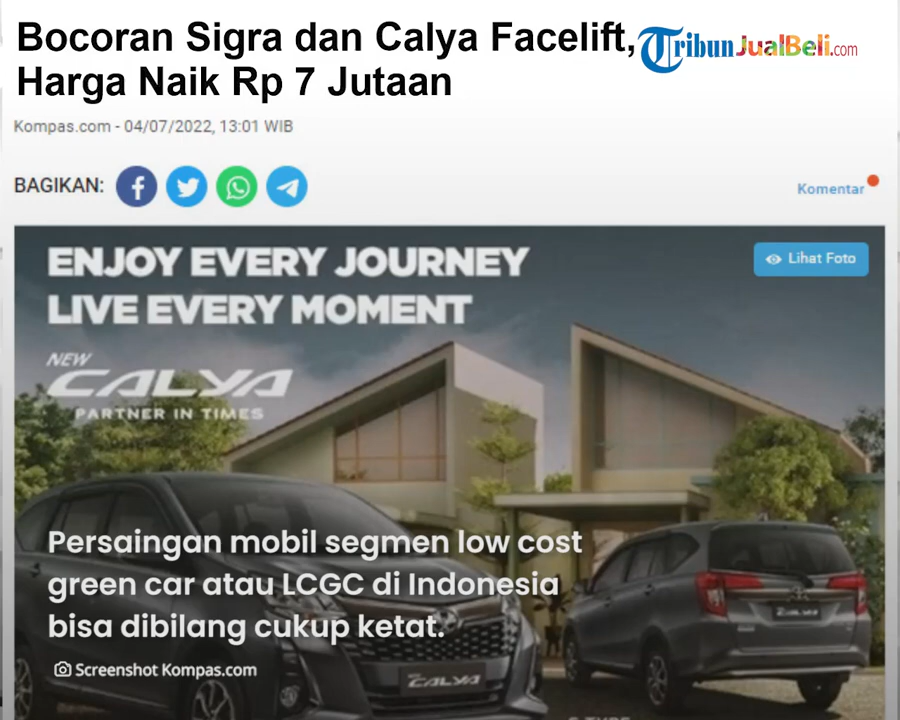 Bocoran Sigra dan Calya Facelift,
Harga Naik Rp 7 Jutaan
TribunJualBeli.com
Kompas.com - 04/07/2022, 13:01 WIB
BAGIKAN:
Komentar
ENJOY EVERY JOURNEY
LIVE EVERY MOMENT
Lihat Foto
NEW
CALYA
PARTNER IN TIMES
Persaingan mobil segmen low cost
green car atau LCGC di Indonesia
bisa dibilang cukup ketat.
Screenshot Kompas.com
CALYA
CALYA